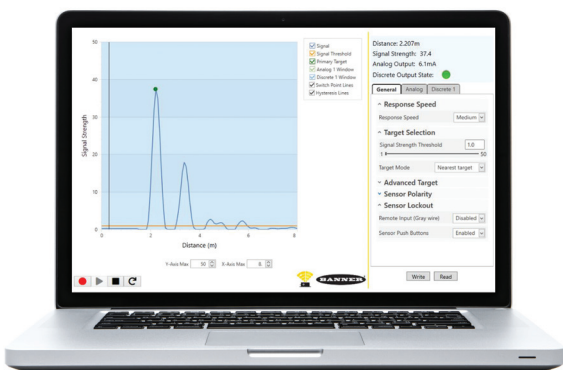 50
40
30
20
10
0
0
2
4
6
8
Signal Strength
Distance (m)
Signal
Signal Threshold
Primary Target
Analog 1 Window
Discrete 1 Window
Switch Point Lines
Hysteresis Lines
Y-Axis Max 50 X-Axis Max 8
BANNER
Distance: 2.207m
Signal Strength: 37.4
Analog Output: 6.1mA
Discrete Output State:
General Analog Discrete 1
Response Speed
Response Speed Medium
Target Selection
Signal Strength Threshold 1.0
1 50
Target Mode Nearest target
Advanced Target
Sensor Polarity
Sensor Lockout
Remote Input (Gray wire) Disabled
Sensor Push Buttons Enabled
Write Read